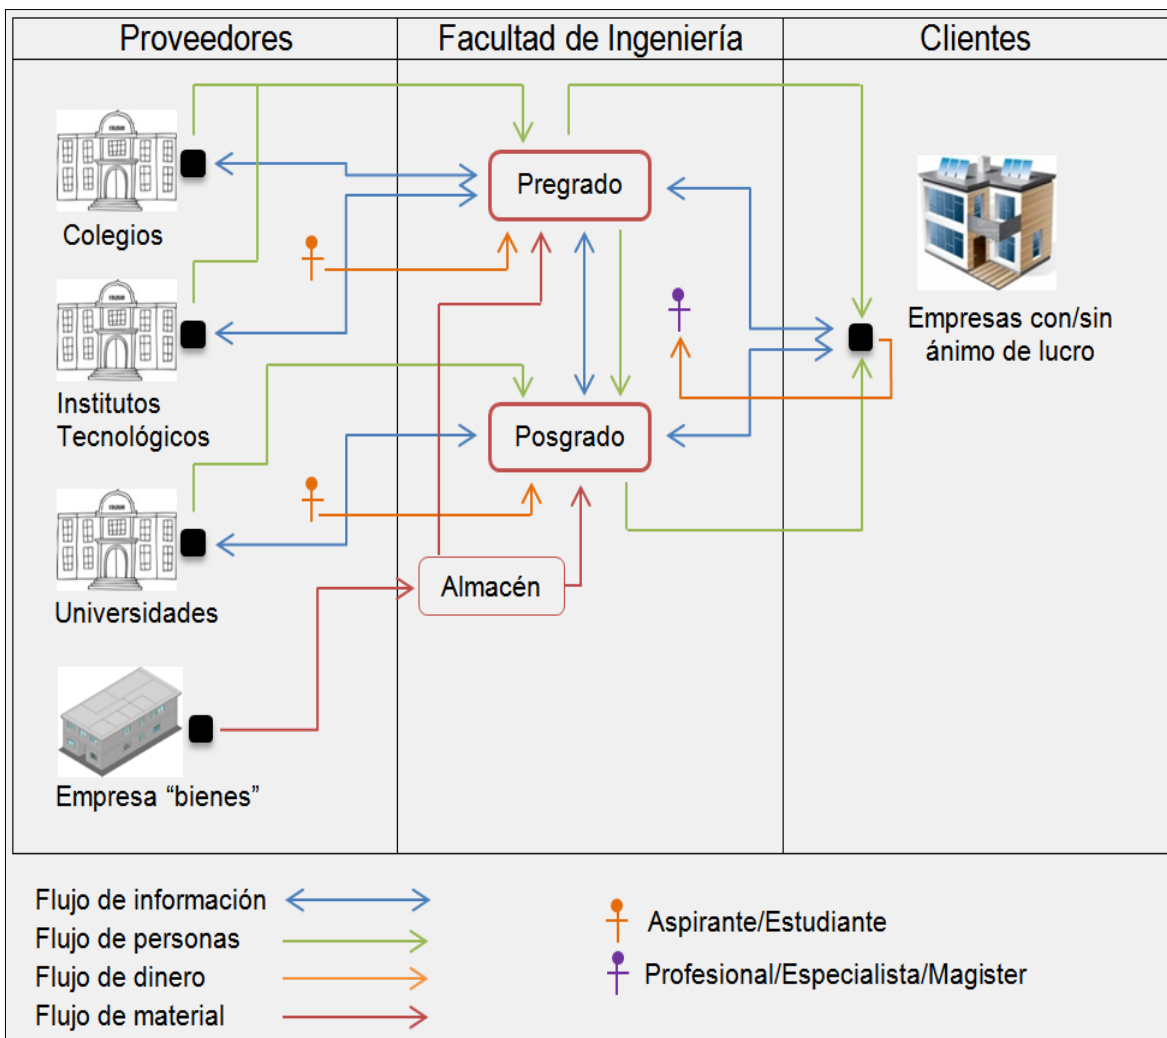 Proveedores
Facultad de Ingeniería
Clientes
Colegios
Institutos
Tecnológicos
Universidades
Empresa “bienes”
Pregrado
Posgrado
Almacén
Empresas con/sin
ánimo de lucro
Flujo de información
Flujo de personas
Flujo de dinero
Flujo de material
Aspirante/Estudiante
Profesional/Especialista/Magister